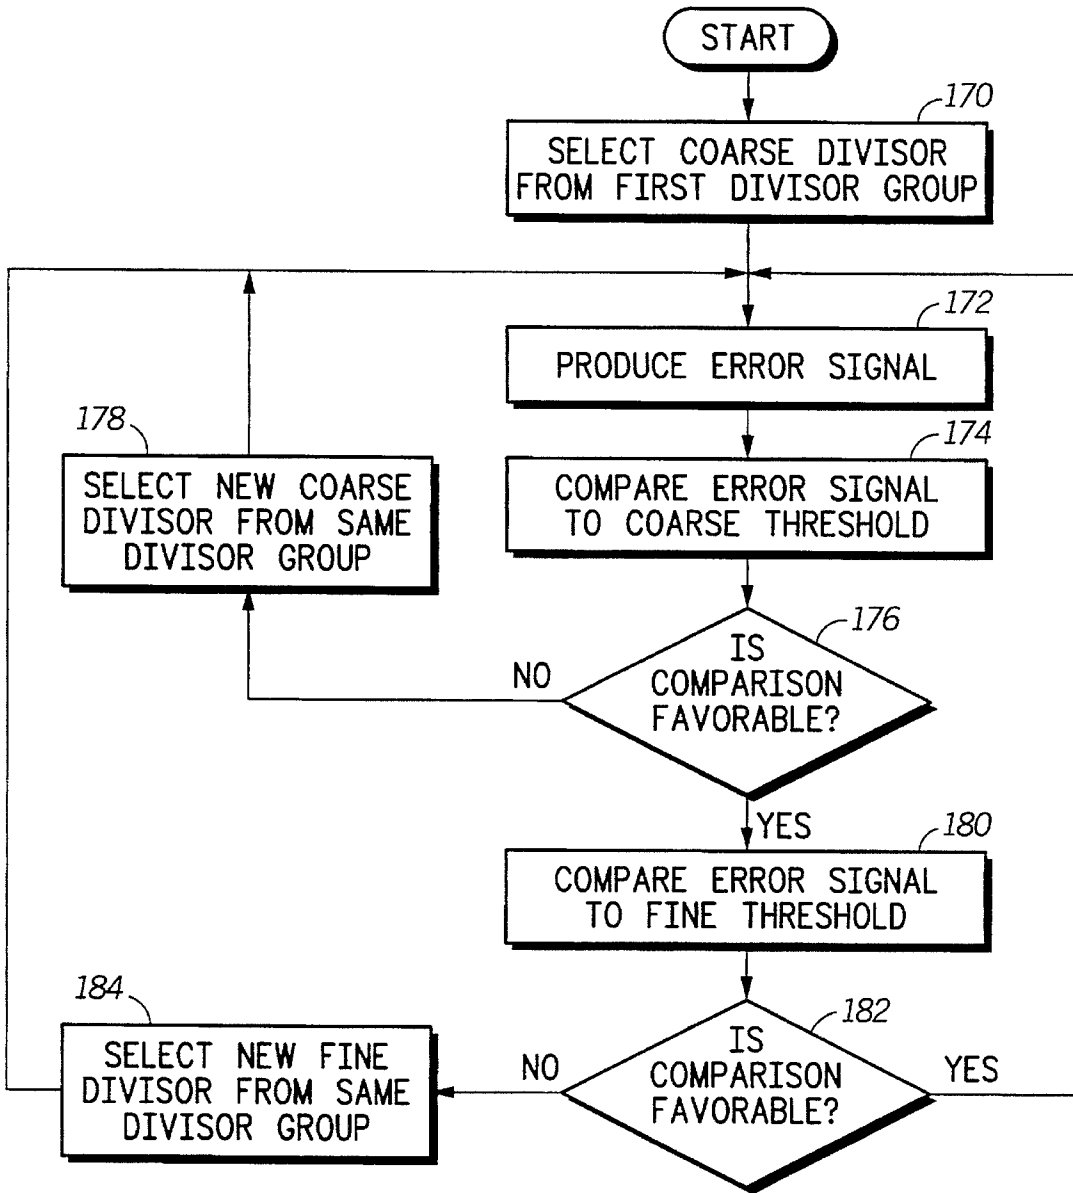 START
170
SELECT COARSE DIVISOR
FROM FIRST DIVISOR GROUP
172
PRODUCE ERROR SIGNAL
174
COMPARE ERROR SIGNAL
TO COARSE THRESHOLD
178
SELECT NEW COARSE
DIVISOR FROM SAME
DIVISOR GROUP
176
IS
COMPARISON
FAVORABLE?
NO
YES
180
COMPARE ERROR SIGNAL
TO FINE THRESHOLD
182
IS
COMPARISON
FAVORABLE?
NO
YES
184
SELECT NEW FINE
DIVISOR FROM SAME
DIVISOR GROUP